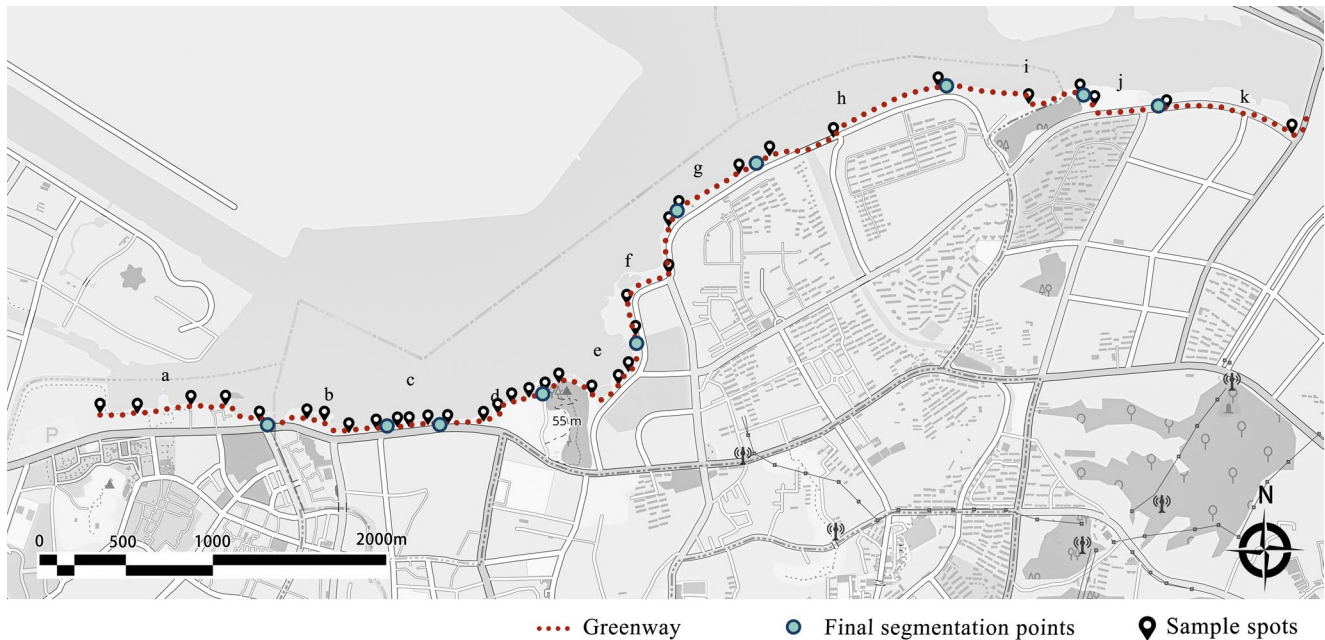 i
j
h
k
g
f
e
a
c
b
d
55 m
P
N
0 500 1000 2000m
Greenway Final segmentation points Sample spots